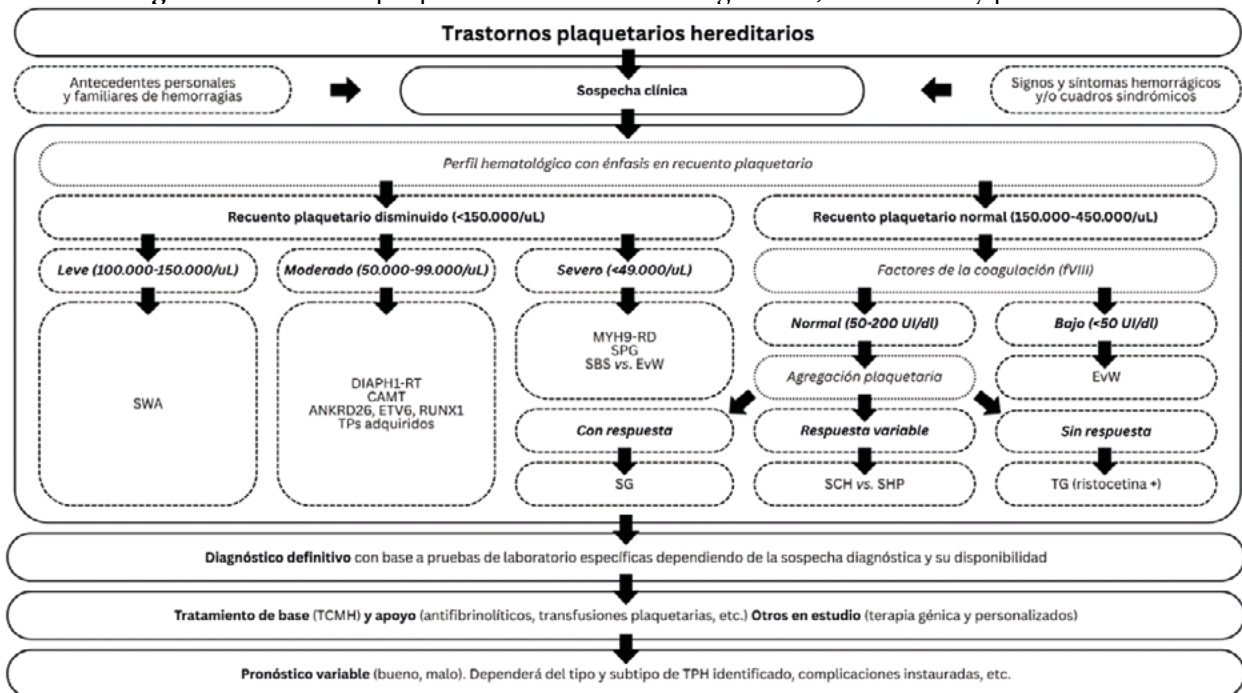 Trastornos plaquetarios hereditarios
Antecedentes personales
y familiares de hemorragias
Sospecha clínica
Signos y síntomas hemorrágicos
y/o cuadros sindrómicos
Perfil hematológico con énfasis en recuento plaquetario
Recuento plaquetario disminuido (<150.000/uL)
Recuento plaquetario normal (150.000-450.000/uL)
Leve (100.000-150.000/uL)
Moderado (50.000-99.000/uL)
Severo (<49.000/uL)
Factores de la coagulación (fVIII)
SWA
DIAPH1-RT
CAMT
ANKRD26, ETV6, RUNX1
TPs adquiridos
MYH9-RD
SPG
SBS vs. EvW
Normal (50-200 UI/dl)
Bajo (<50 UI/dl)
Agregación plaquetaria
EvW
Con respuesta
Respuesta variable
Sin respuesta
SG
SCH vs. SHP
TG (ristocetina +)
Diagnóstico definitivo con base a pruebas de laboratorio específicas dependiendo de la sospecha diagnóstica y su disponibilidad
Tratamiento de base (TCMH) y apoyo (antifibrinolíticos, transfusiones plaquetarias, etc.) Otros en estudio (terapia génica y personalizados)
Pronóstico variable (bueno, malo). Dependerá del tipo y subtipo de TPH identificado, complicaciones instauradas, etc.